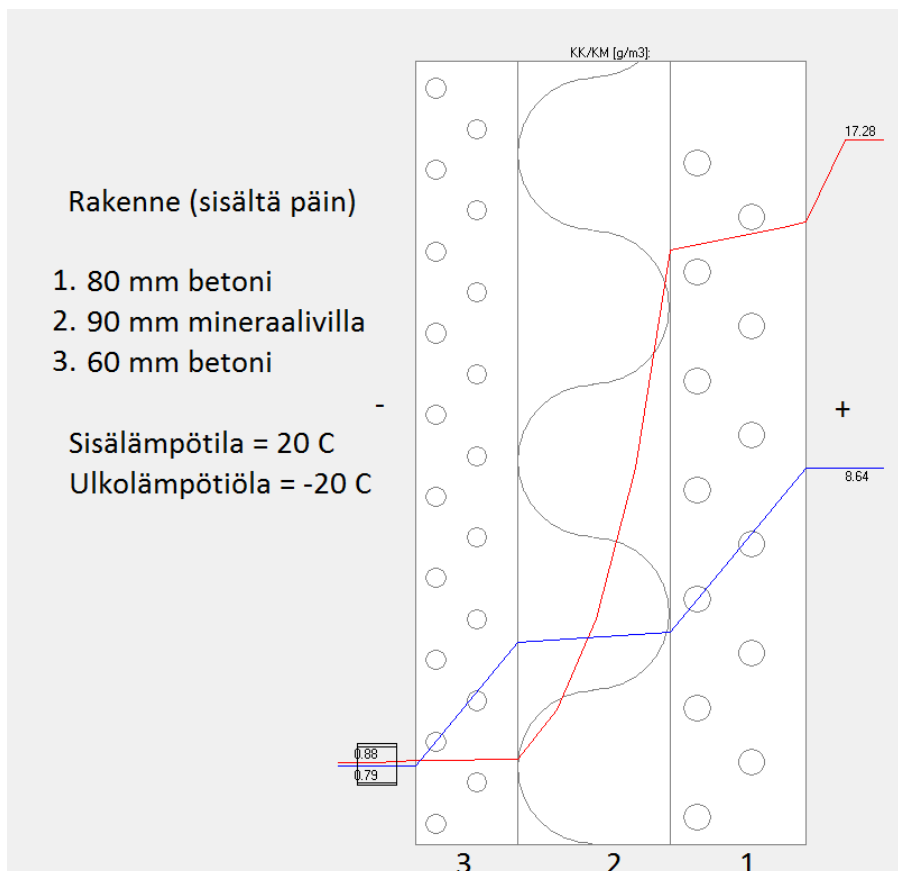 KK/KM [g/m3]:
17.28
Rakenne (sisältä päin)
1. 80 mm betoni
2. 90 mm mineraalivilla
3. 60 mm betoni
-
+
Sisälämpötila = 20 C
Ulkolämpötiöla = -20 C
8.64
0.88
0.79
3 2 1